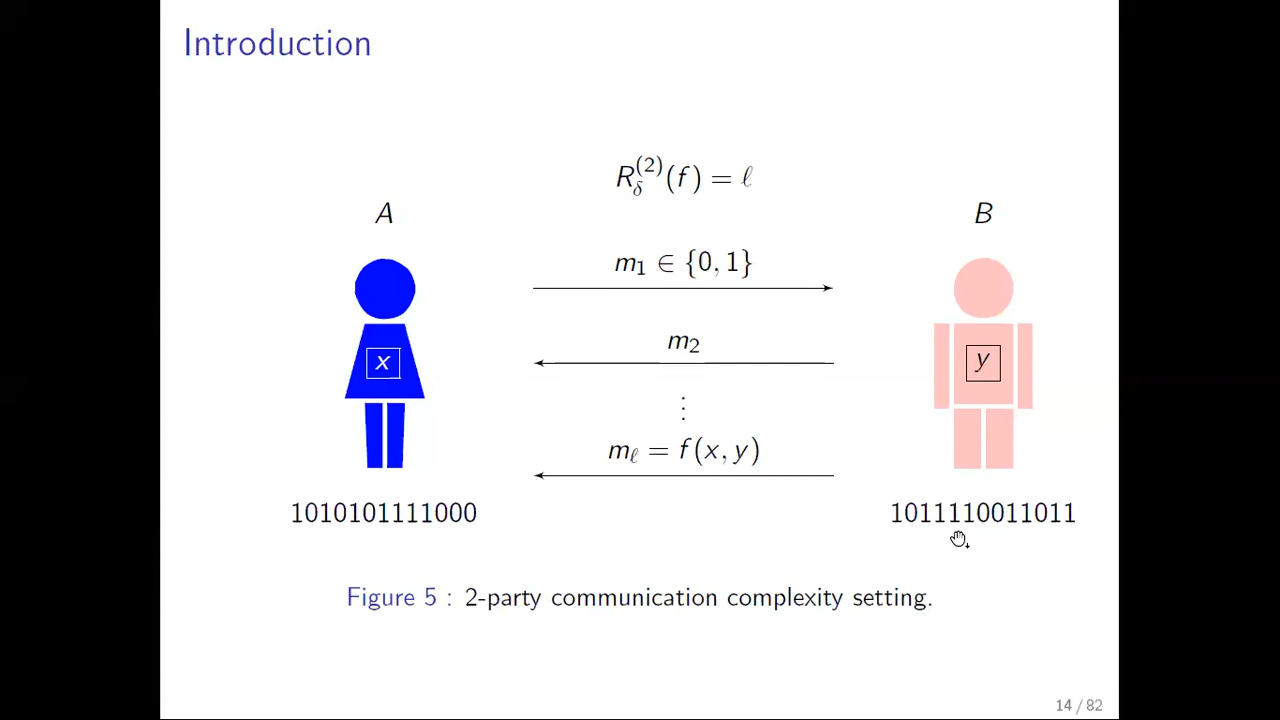 Introduction
R_δ^(2)(f) = ℓ
A
B
m₁ ∈ {0, 1}
m₂
x
y
⋮
m_ℓ = f(x, y)
1010101111000
1011110011011
Figure 5 : 2-party communication complexity setting.
14 / 82